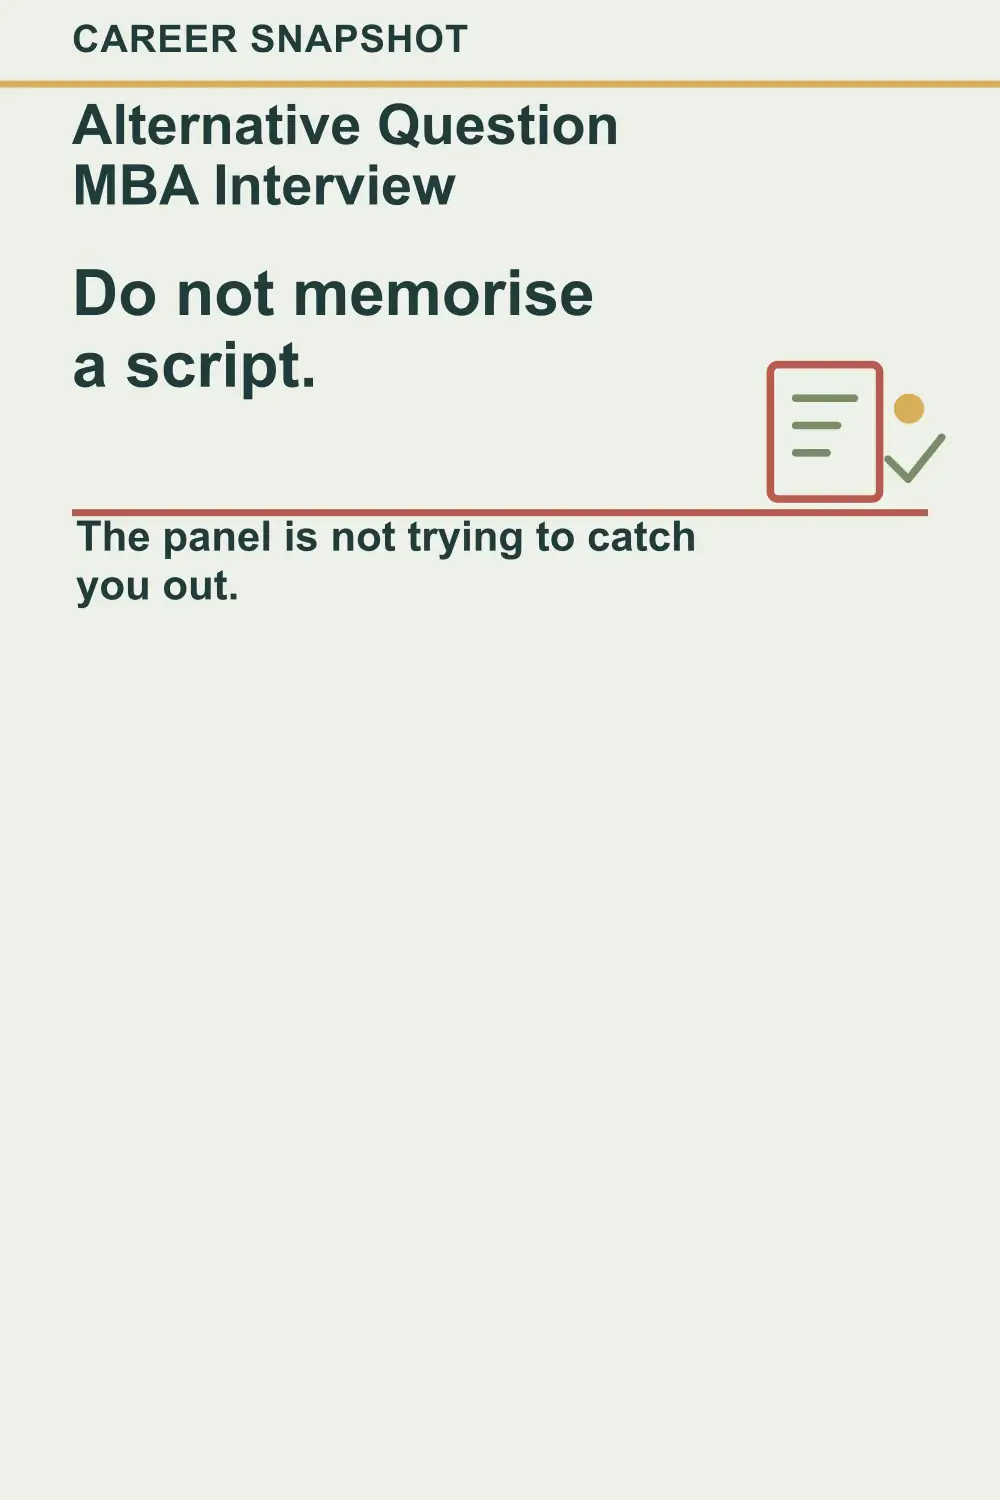 CAREER SNAPSHOT
Alternative Question
MBA Interview
Do not memorise
a script.
The panel is not trying to catch
you out.